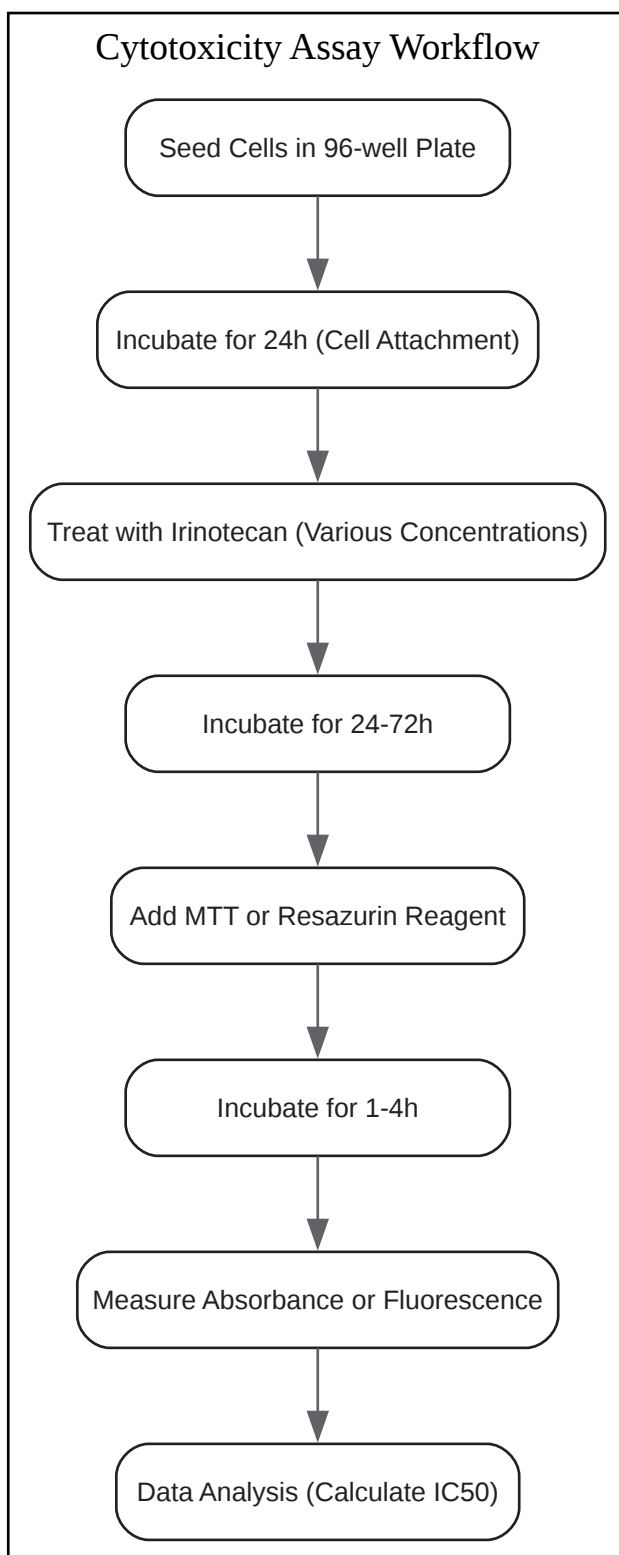 Cytotoxicity Assay Workflow
Seed Cells in 96-well Plate
Incubate for 24h (Cell Attachment)
Treat with Irinotecan (Various Concentrations)
Incubate for 24-72h
Add MTT or Resazurin Reagent
Incubate for 1-4h
Measure Absorbance or Fluorescence
Data Analysis (Calculate IC50)